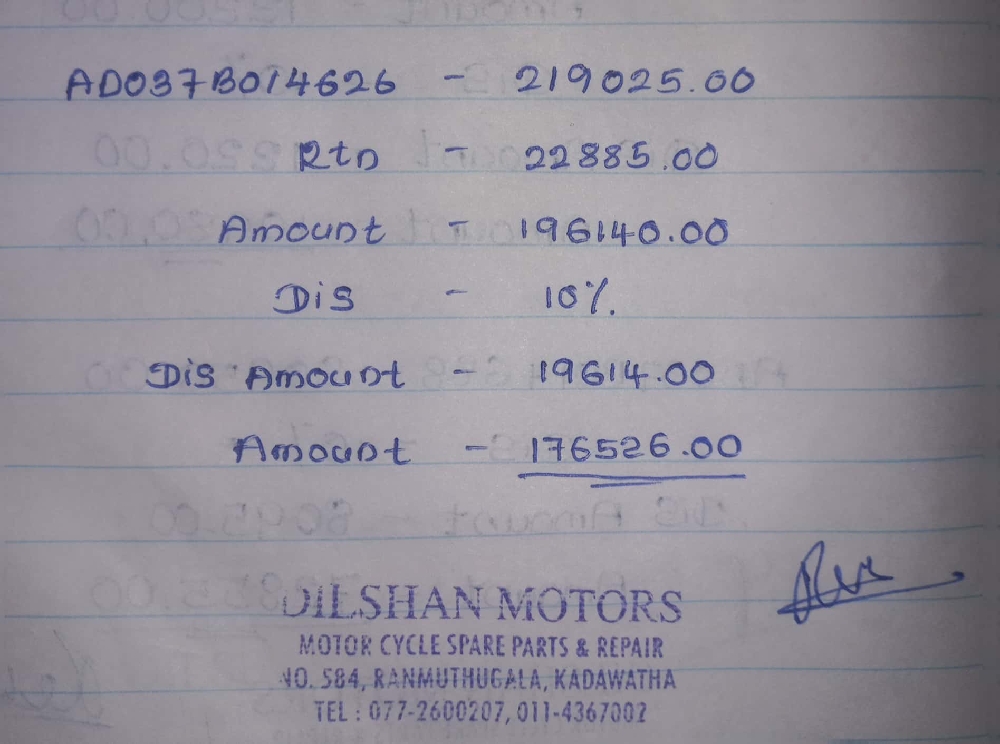 AD037B014626 - 219025.00
Rtn - 22885.00
Amount - 196140.00
Dis - 10%.
Dis Amount - 19614.00
Amount - 176526.00
DILSHAN MOTORS
MOTOR CYCLE SPARE PARTS & REPAIR
NO. 584, RANMUTHUGALA, KADAWATHA
TEL : 077-2600207, 011-4367002